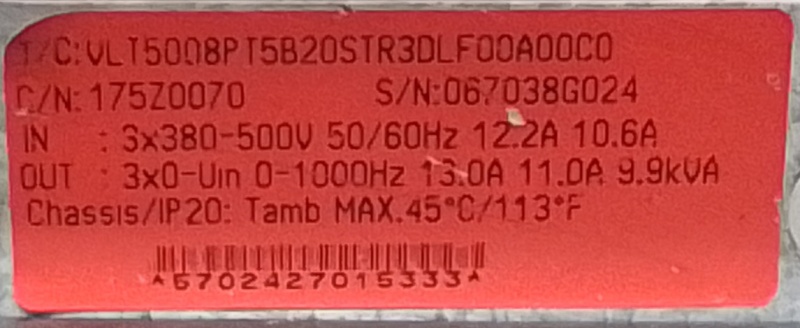 T/C:VLT5008PT5B20STR3DLF00A00C0
C/N:175Z0070 S/N:067038G024
IN : 3x380-500V 50/60Hz 12.2A 10.6A
OUT : 3x0-Uin 0-1000Hz 13.0A 11.0A 9.9kVA
Chassis/IP20: Tamb MAX.45°C/113°F
*5702427015333*